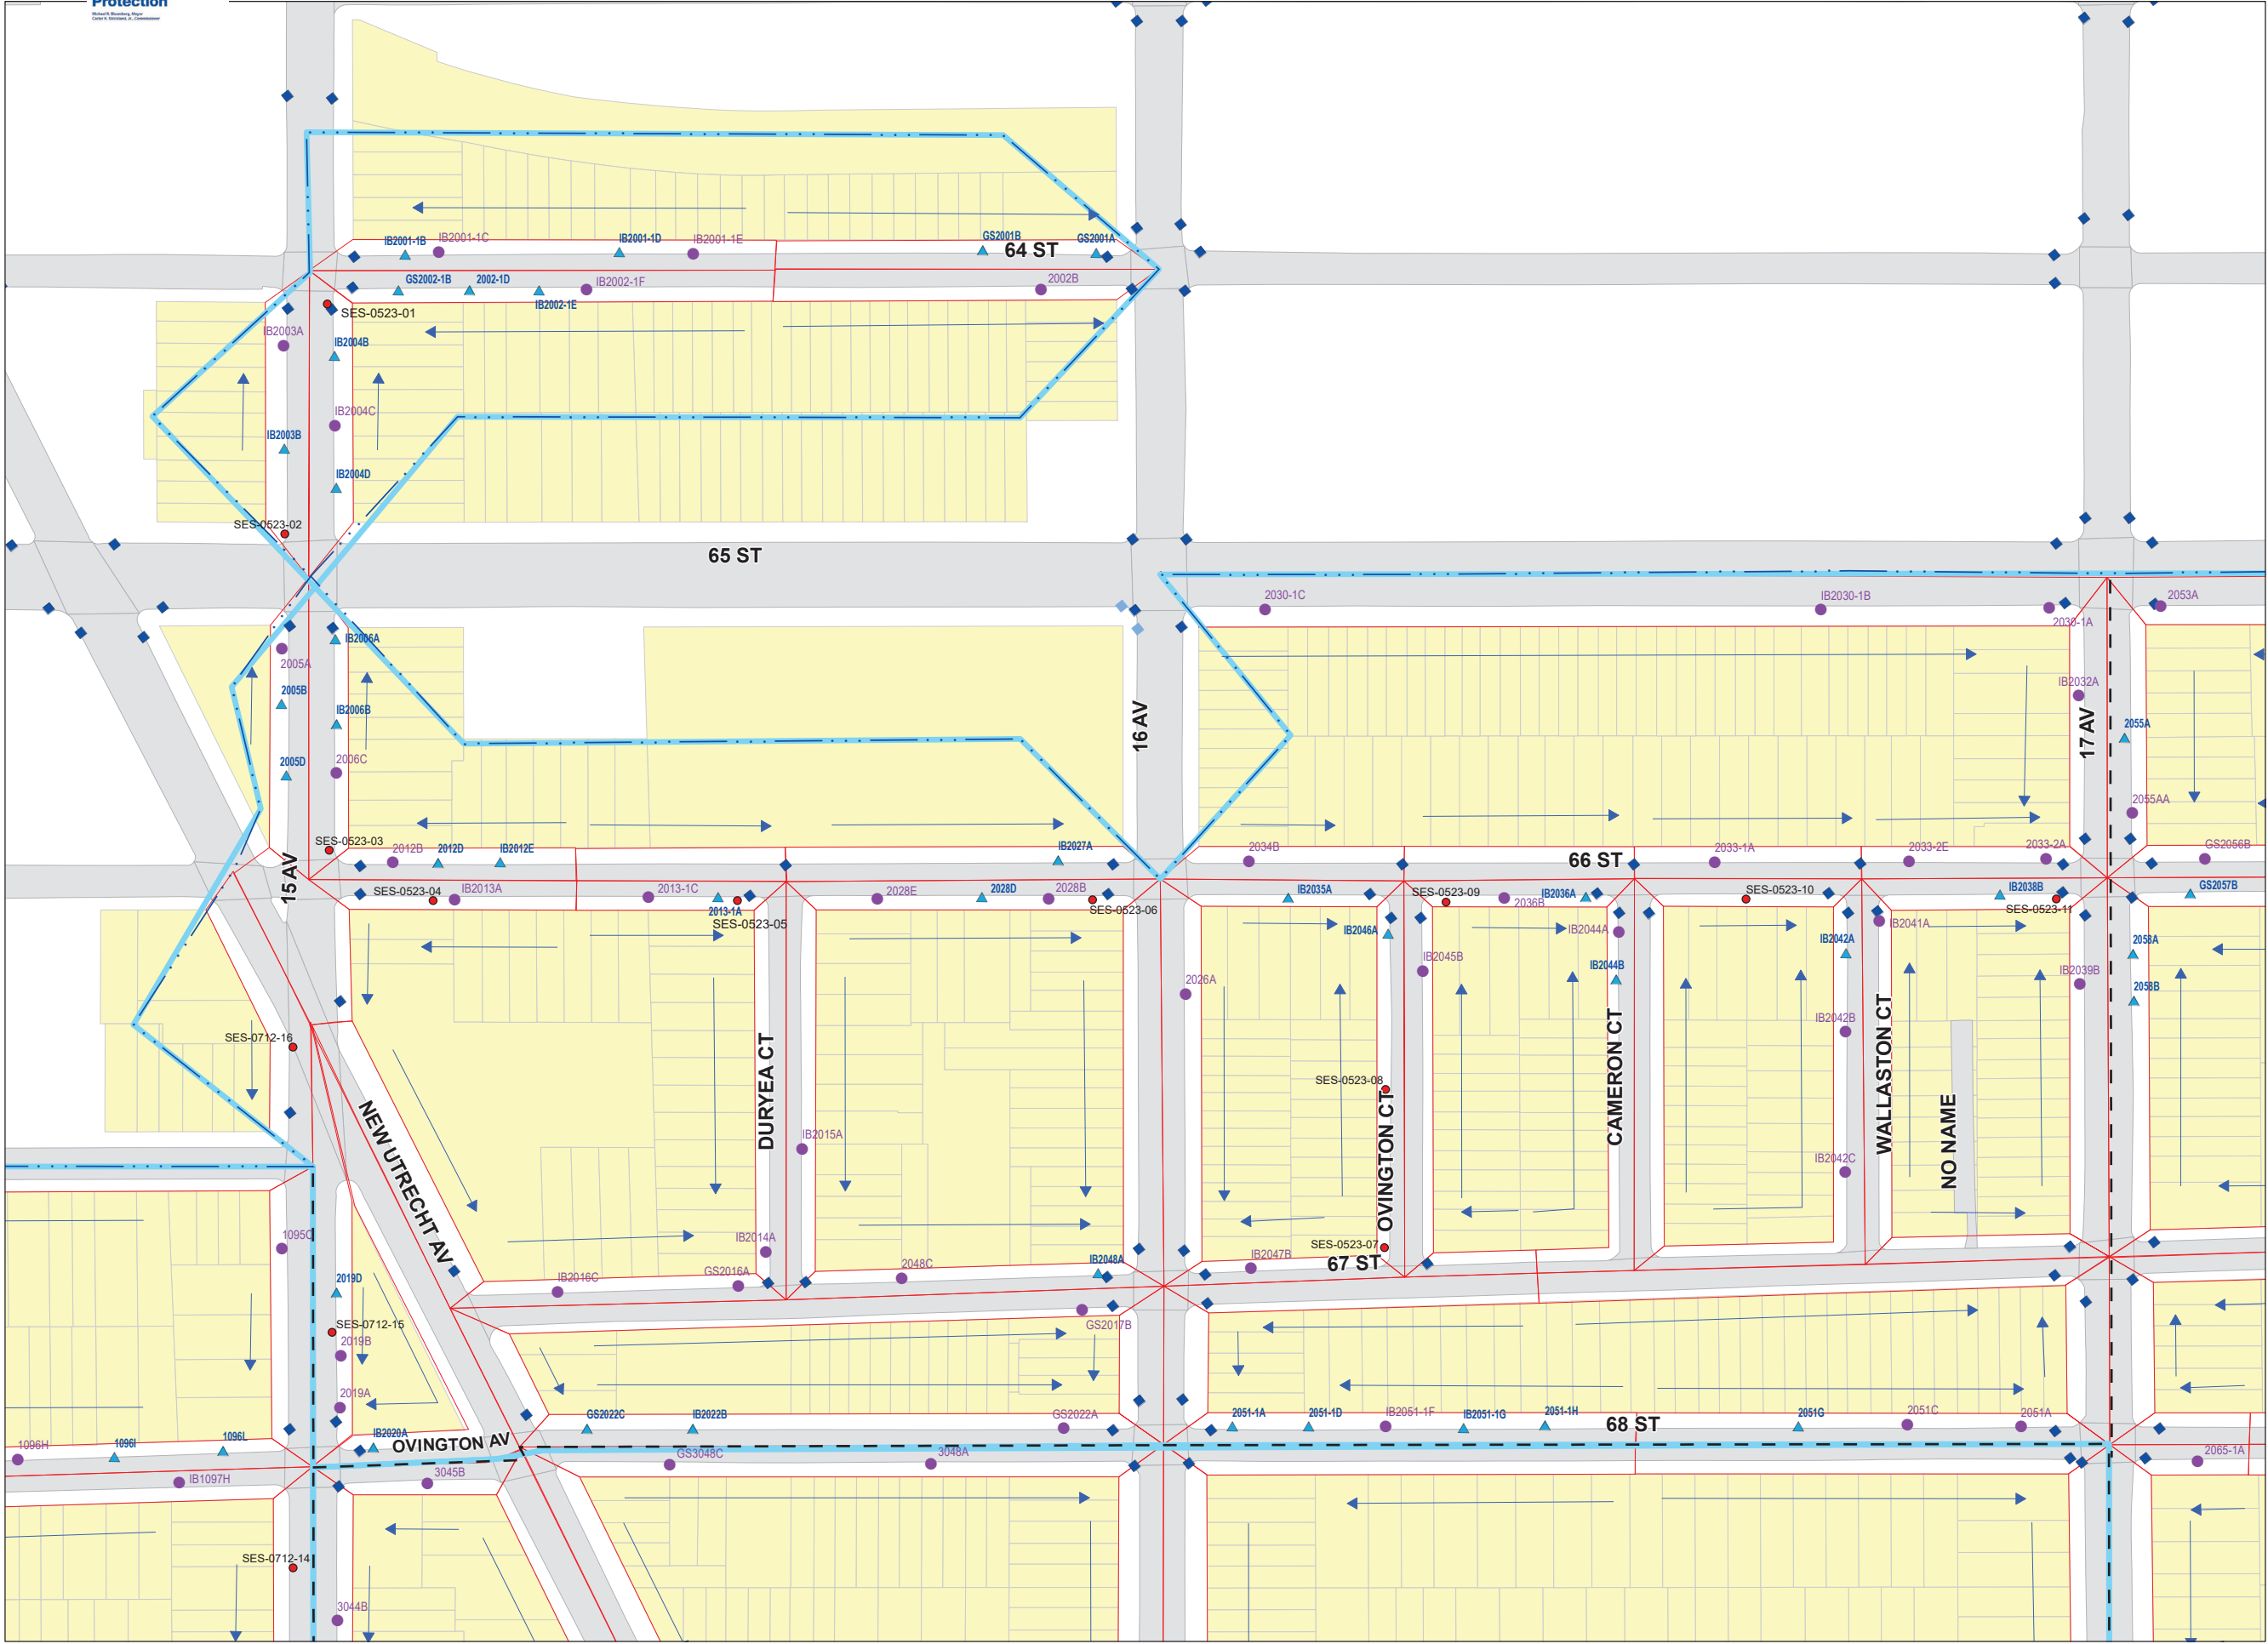 Protection
Michael R. Bloomberg, Mayor
Carter H. Strickland, Jr., Commissioner
IB2001-1B
IB2001-1C
IB2001-1D
IB2001-1E
GS2001B
64 ST
GS2001A
GS2002-1B
2002-1D
IB2002-1E
IB2002-1F
2002B
SES-0523-01
IB2003A
IB2004B
IB2004C
IB2003B
IB2004D
SES-0523-02
65 ST
2030-1C
IB2030-1B
2030-1A
2053A
IB2006A
2005A
2005B
IB2006B
2005D
2006C
16 AV
IB2032A
17 AV
2055A
2055AA
SES-0523-03
15 AV
2012B
2012D
IB2012E
IB2027A
2034B
66 ST
2033-1A
2033-2E
2033-2A
GS2056B
SES-0523-04
IB2013A
2013-1C
2013-1A
SES-0523-05
2028E
2028D
2028B
SES-0523-06
IB2035A
SES-0523-09
2036B
IB2036A
SES-0523-10
IB2038B
SES-0523-11
GS2057B
IB2046A
IB2044A
IB2041A
IB2042A
2058A
IB2045B
IB2044B
IB2039B
2058B
2026A
SES-0712-16
NEW UTRECHT AV
DURYEA CT
IB2015A
SES-0523-08
OVINGTON CT
CAMERON CT
IB2042B
WALLASTON CT
IB2042C
NO NAME
1095C
IB2014A
SES-0523-07
67 ST
IB2047B
IB2048A
2048C
GS2016A
IB2016C
2019D
SES-0712-15
2019B
2019A
GS2017B
1096H
1096I
1096L
IB2020A
OVINGTON AV
GS2022C
IB2022B
GS2022A
2051-1A
2051-1D
IB2051-1F
IB2051-1G
2051-1H
68 ST
2051G
2051C
2051A
2065-1A
IB1097H
3045B
GS3048C
3048A
SES-0712-14
3044B